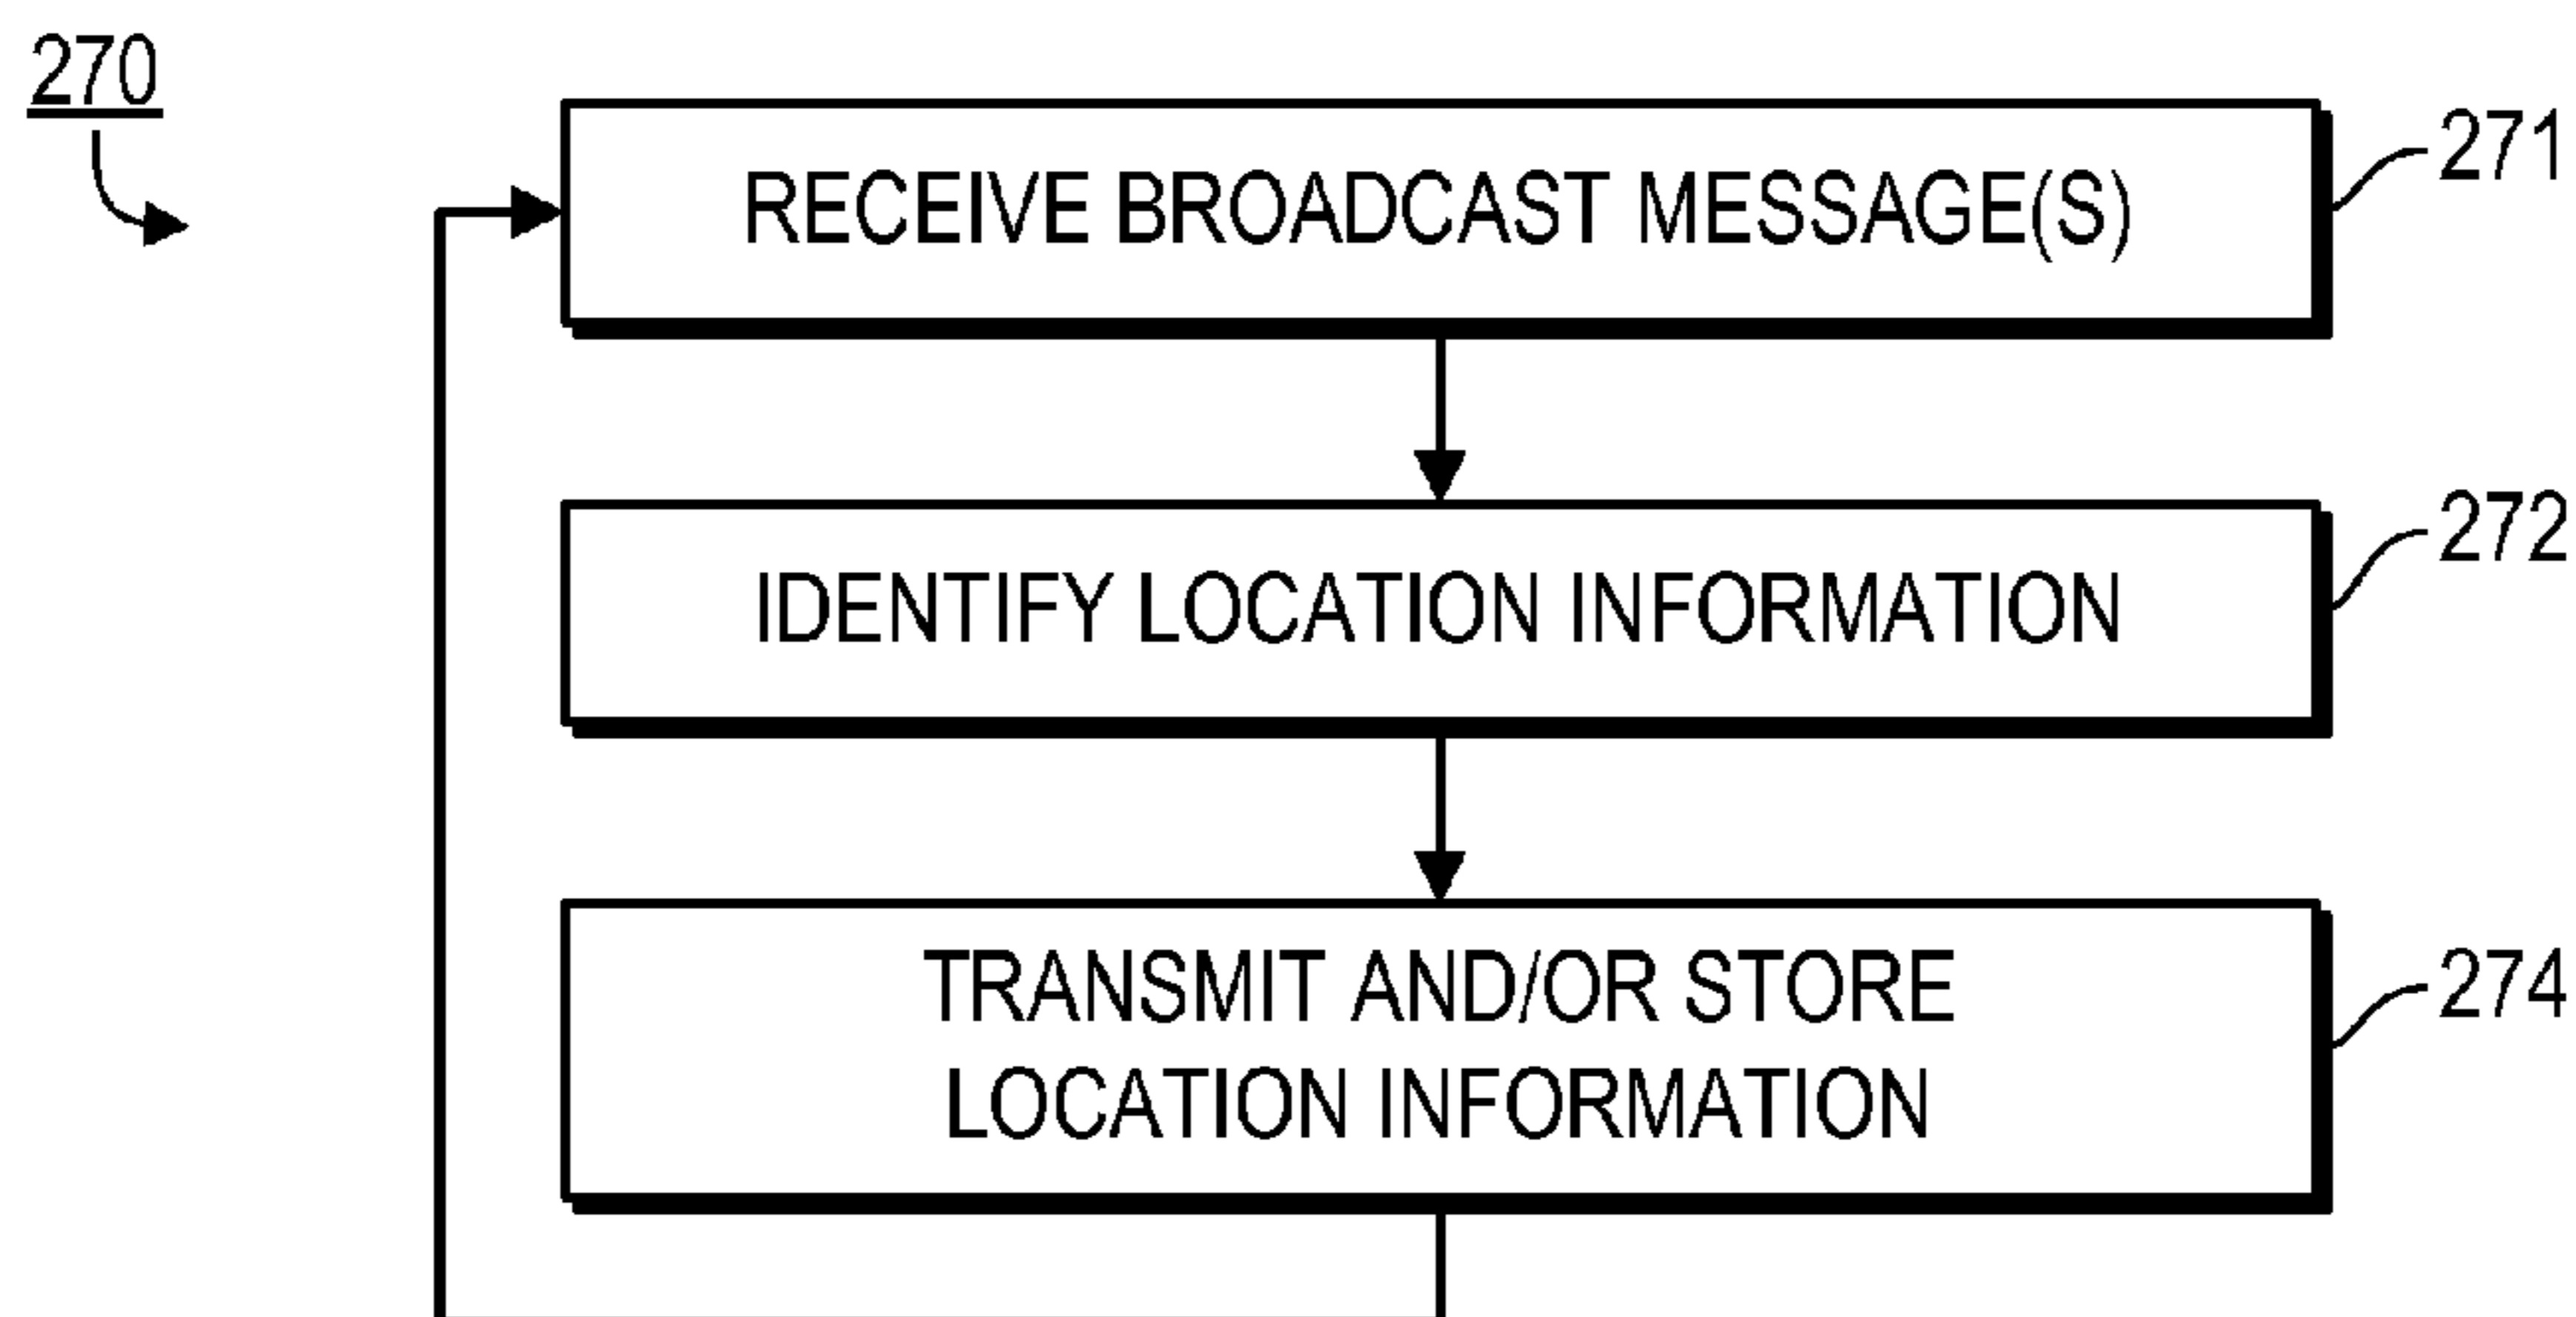 270
RECEIVE BROADCAST MESSAGE(S)
271
IDENTIFY LOCATION INFORMATION
272
TRANSMIT AND/OR STORE
LOCATION INFORMATION
274